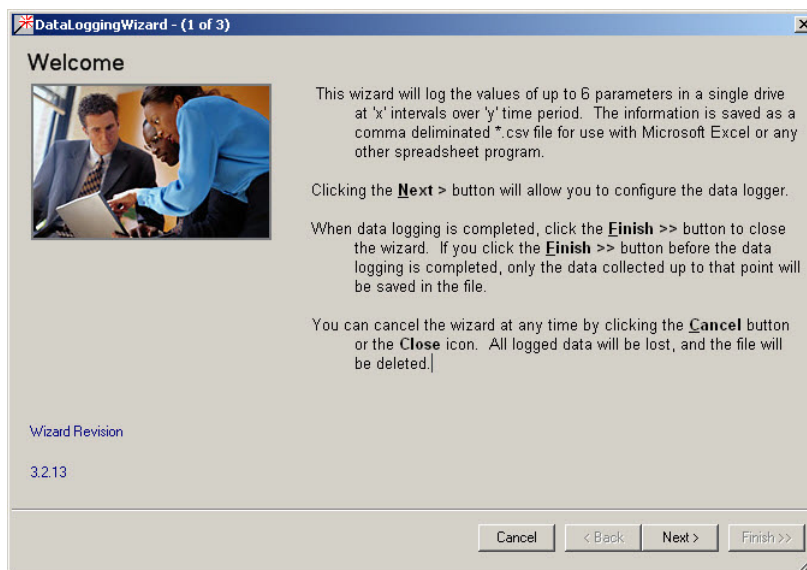 DataLoggingWizard - (1 of 3)
Welcome
This wizard will log the values of up to 6 parameters in a single drive
at 'x' intervals over 'y' time period.  The information is saved as a
comma deliminated *.csv file for use with Microsoft Excel or any
other spreadsheet program.
Clicking the Next > button will allow you to configure the data logger.
When data logging is completed, click the Finish >> button to close
the wizard.  If you click the Finish >> button before the data
logging is completed, only the data collected up to that point will
be saved in the file.
You can cancel the wizard at any time by clicking the Cancel button
or the Close icon.  All logged data will be lost, and the file will
be deleted.
Wizard Revision
3.2.13
Cancel < Back Next > Finish >>